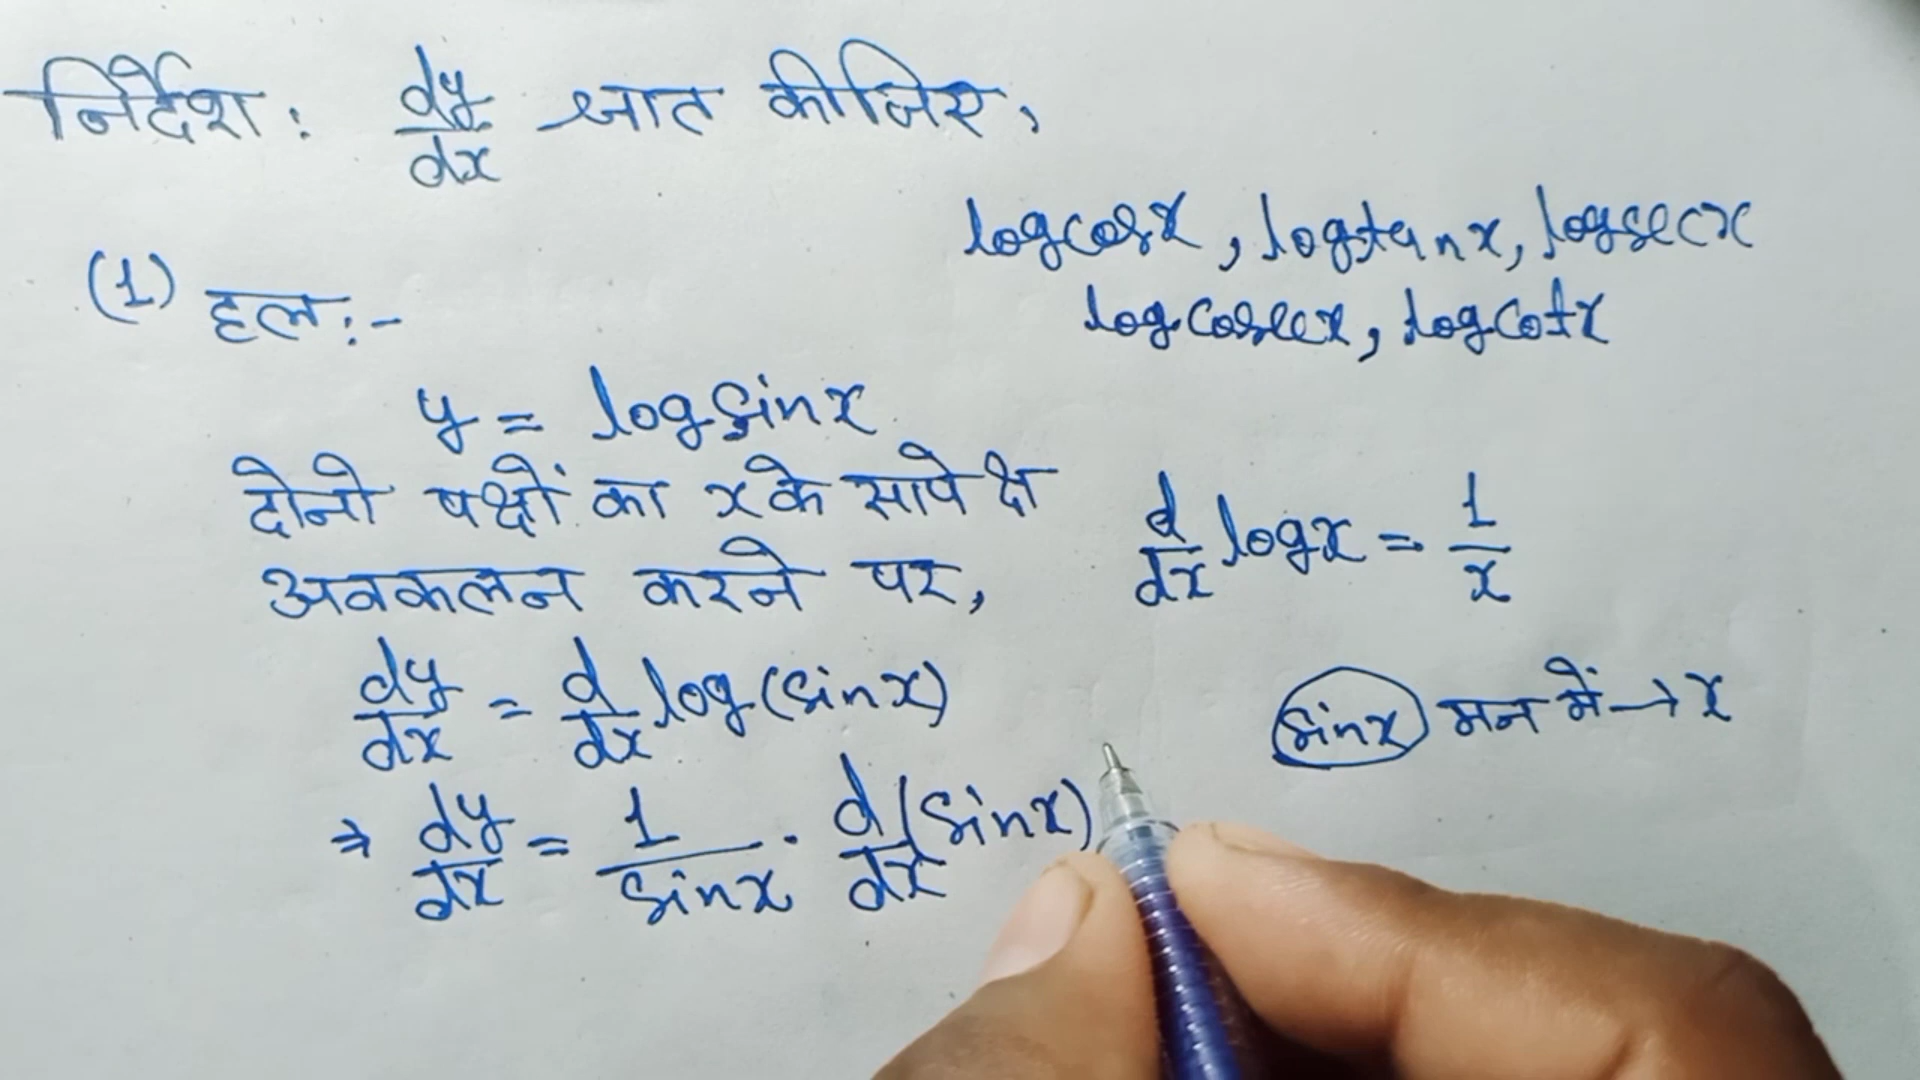 निर्देश: dy/dx ज्ञात कीजिए,
logcosx, logtanx, logsecx
logcosecx, logcotx
(1) हल:-
y = logsinx
दोनो पक्षों का x के सापेक्ष
अवकलन करने पर,
d/dx logx = 1/x
dy/dx = d/dx log(sinx)
sinx मन में → x
⇒ dy/dx = 1/sinx · d/dx (sinx)